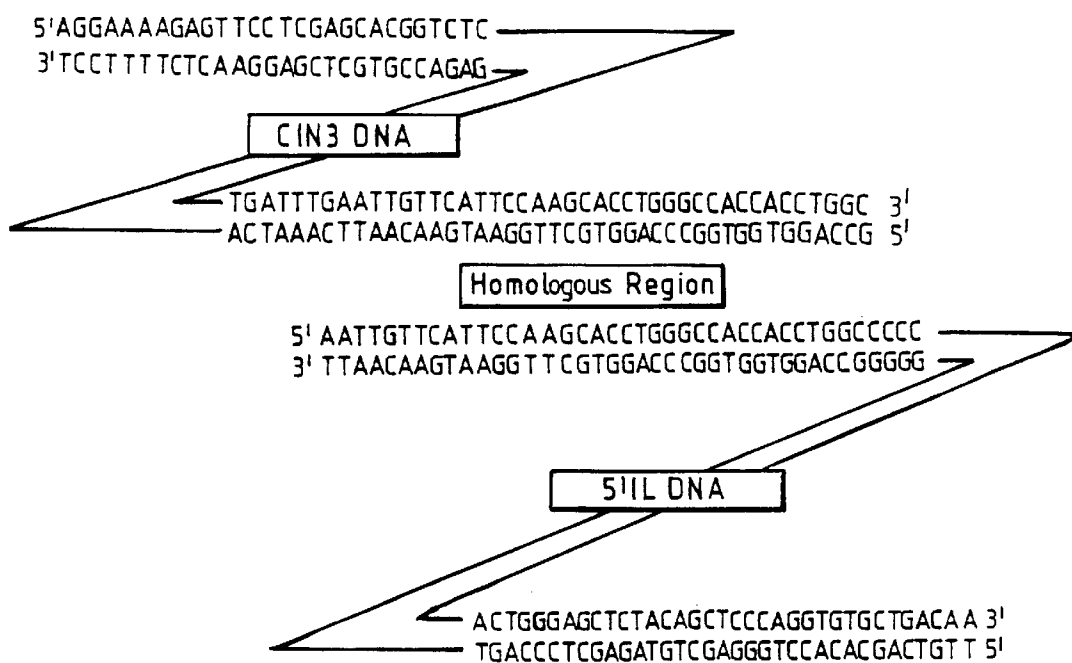 5'AGGAAAAGAGTTCCTCGAGCACGGTCTC
3'TCCTTTTCTCAAGGAGCTCGTGCCAGAG
CIN3 DNA
TGATTTGAATTGTTCATTCCAAGCACCTGGGCCACCACCTGGC 3'
ACTAAACTTAACAAGTAAGGTTCGTGGACCCGGTGGTGGACCG 5'
Homologous Region
5' AATTGTTCATTCCAAGCACCTGGGCCACCACCTGGCCCCC
3' TTAACAAGTAAGGTTCGTGGACCCGGTGGTGGACCGGGGG
5'IL DNA
ACTGGGAGCTCTACAGCTCCCAGGTGTGCTGACAA 3'
TGACCCTCGAGATGTCGAGGGTCCACACGACTGTT 5'